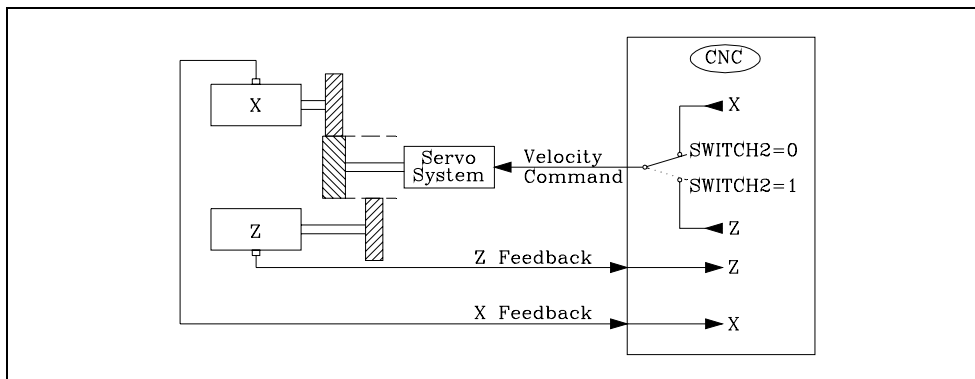 CNC
X
X
SWITCH2=0
Servo
System
Velocity
Command
SWITCH2=1
Z
Z
Z Feedback
Z
X Feedback
X